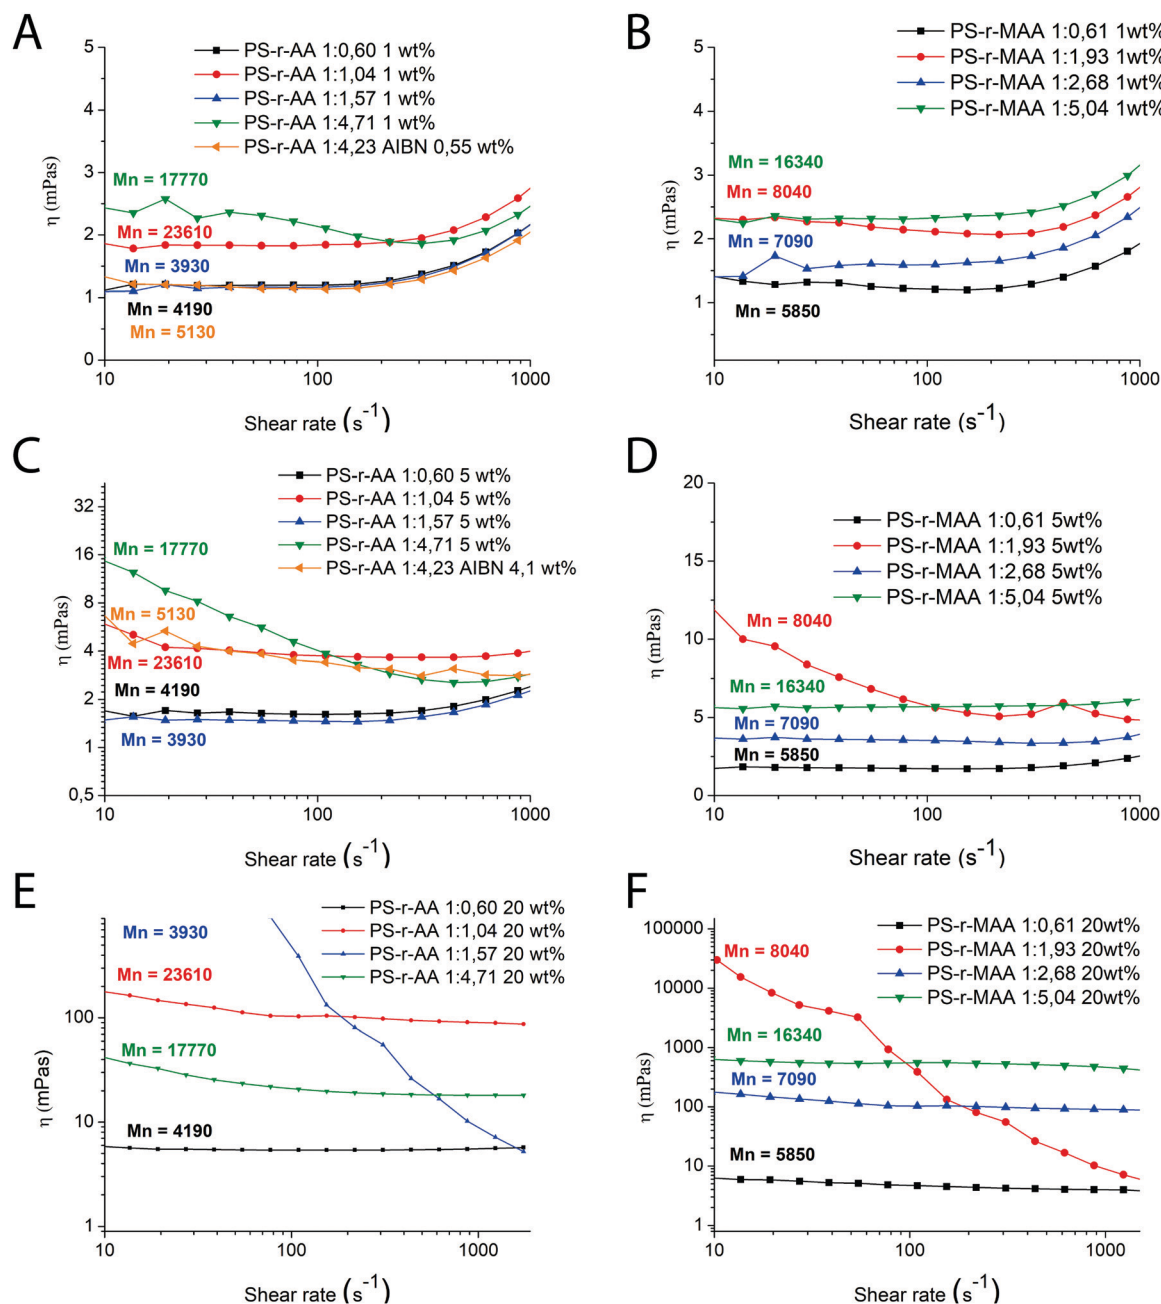 A
PS-r-AA 1:0,60 1 wt%
PS-r-AA 1:1,04 1 wt%
PS-r-AA 1:1,57 1 wt%
PS-r-AA 1:4,71 1 wt%
PS-r-AA 1:4,23 AIBN 0,55 wt%
5
4
3
2
1
0
η (mPas)
Mn = 17770
Mn = 23610
Mn = 3930
Mn = 4190
Mn = 5130
10
100
1000
Shear rate (s⁻¹)
B
PS-r-MAA 1:0,61 1wt%
PS-r-MAA 1:1,93 1wt%
PS-r-MAA 1:2,68 1wt%
PS-r-MAA 1:5,04 1wt%
5
4
3
2
1
η (mPas)
Mn = 16340
Mn = 8040
Mn = 7090
Mn = 5850
10
100
1000
Shear rate (s⁻¹)
C
PS-r-AA 1:0,60 5 wt%
PS-r-AA 1:1,04 5 wt%
PS-r-AA 1:1,57 5 wt%
PS-r-AA 1:4,71 5 wt%
PS-r-AA 1:4,23 AIBN 4,1 wt%
32
16
8
4
2
1
0,5
η (mPas)
Mn = 17770
Mn = 5130
Mn = 23610
Mn = 4190
Mn = 3930
10
100
1000
Shear rate (s⁻¹)
D
PS-r-MAA 1:0,61 5wt%
PS-r-MAA 1:1,93 5wt%
PS-r-MAA 1:2,68 5wt%
PS-r-MAA 1:5,04 5wt%
20
15
10
5
0
η (mPas)
Mn = 8040
Mn = 16340
Mn = 7090
Mn = 5850
10
100
1000
Shear rate (s⁻¹)
E
PS-r-AA 1:0,60 20 wt%
PS-r-AA 1:1,04 20 wt%
PS-r-AA 1:1,57 20 wt%
PS-r-AA 1:4,71 20 wt%
100
10
1
η (mPas)
Mn = 3930
Mn = 23610
Mn = 17770
Mn = 4190
10
100
1000
Shear rate (s⁻¹)
F
PS-r-MAA 1:0,61 20wt%
PS-r-MAA 1:1,93 20wt%
PS-r-MAA 1:2,68 20wt%
PS-r-MAA 1:5,04 20wt%
100000
10000
1000
100
10
1
η (mPas)
Mn = 8040
Mn = 16340
Mn = 7090
Mn = 5850
10
100
1000
Shear rate (s⁻¹)